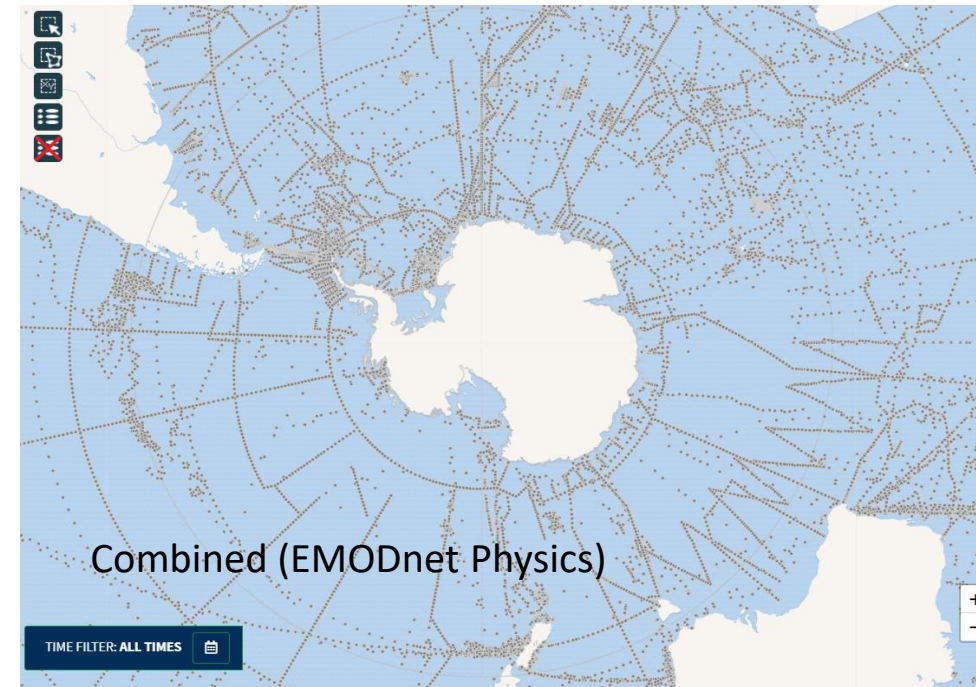 Combined (EMODnet Physics)
TIME FILTER: ALL TIMES
+
-